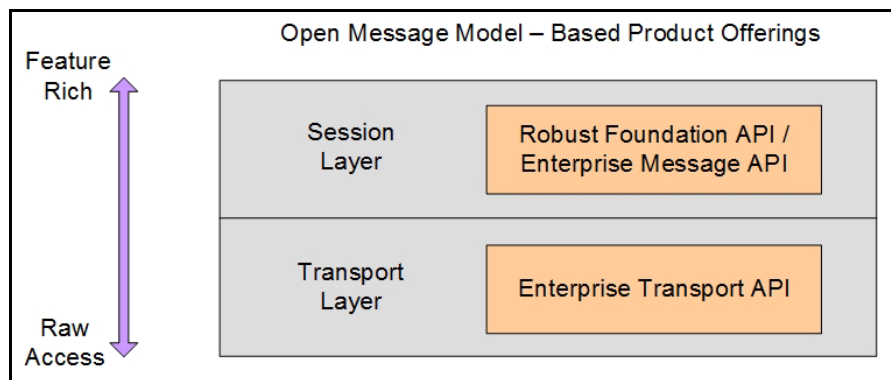 Open Message Model – Based Product Offerings
Feature
Rich
Session
Layer
Robust Foundation API /
Enterprise Message API
Transport
Layer
Enterprise Transport API
Raw
Access